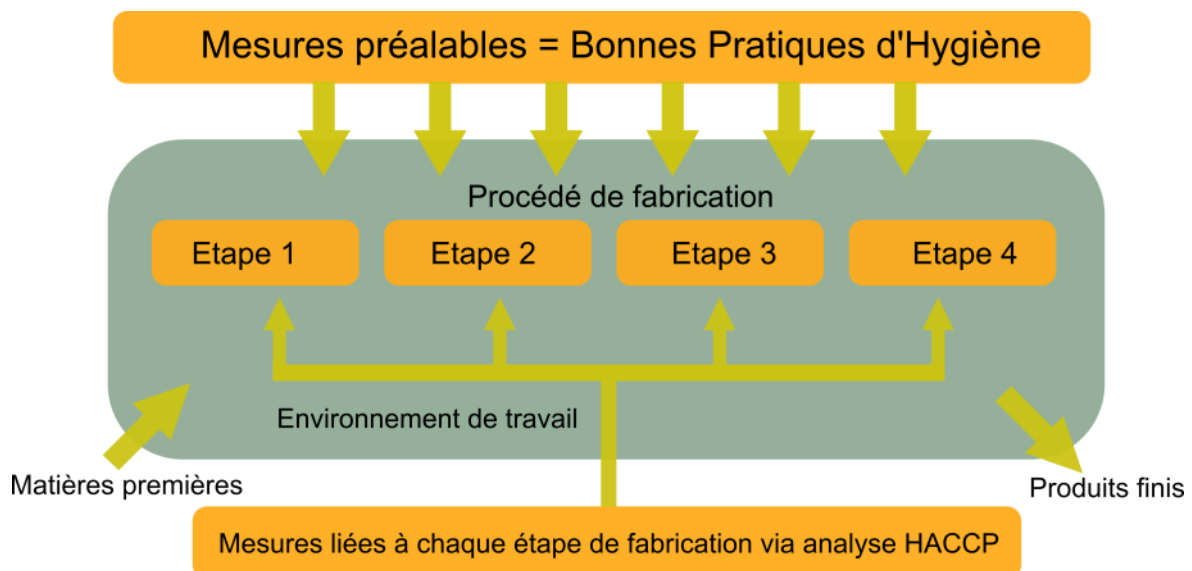 Mesures préalables = Bonnes Pratiques d'Hygiène
Procédé de fabrication
Etape 1
Etape 2
Etape 3
Etape 4
Environnement de travail
Matières premières
Produits finis
Mesures liées à chaque étape de fabrication via analyse HACCP